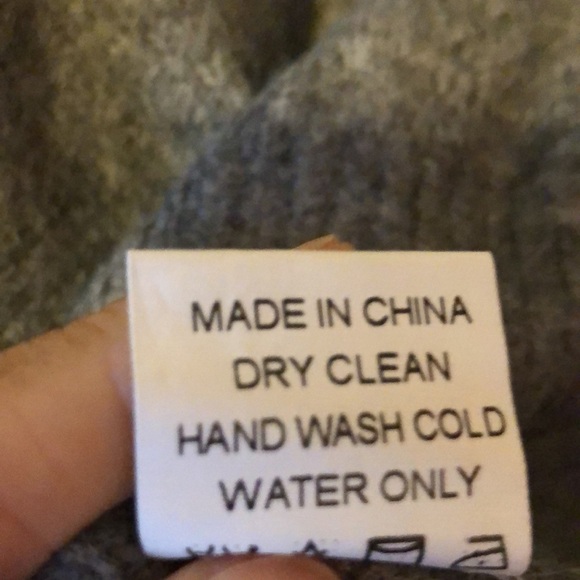 MADE IN CHINA
DRY CLEAN
HAND WASH COLD
WATER ONLY